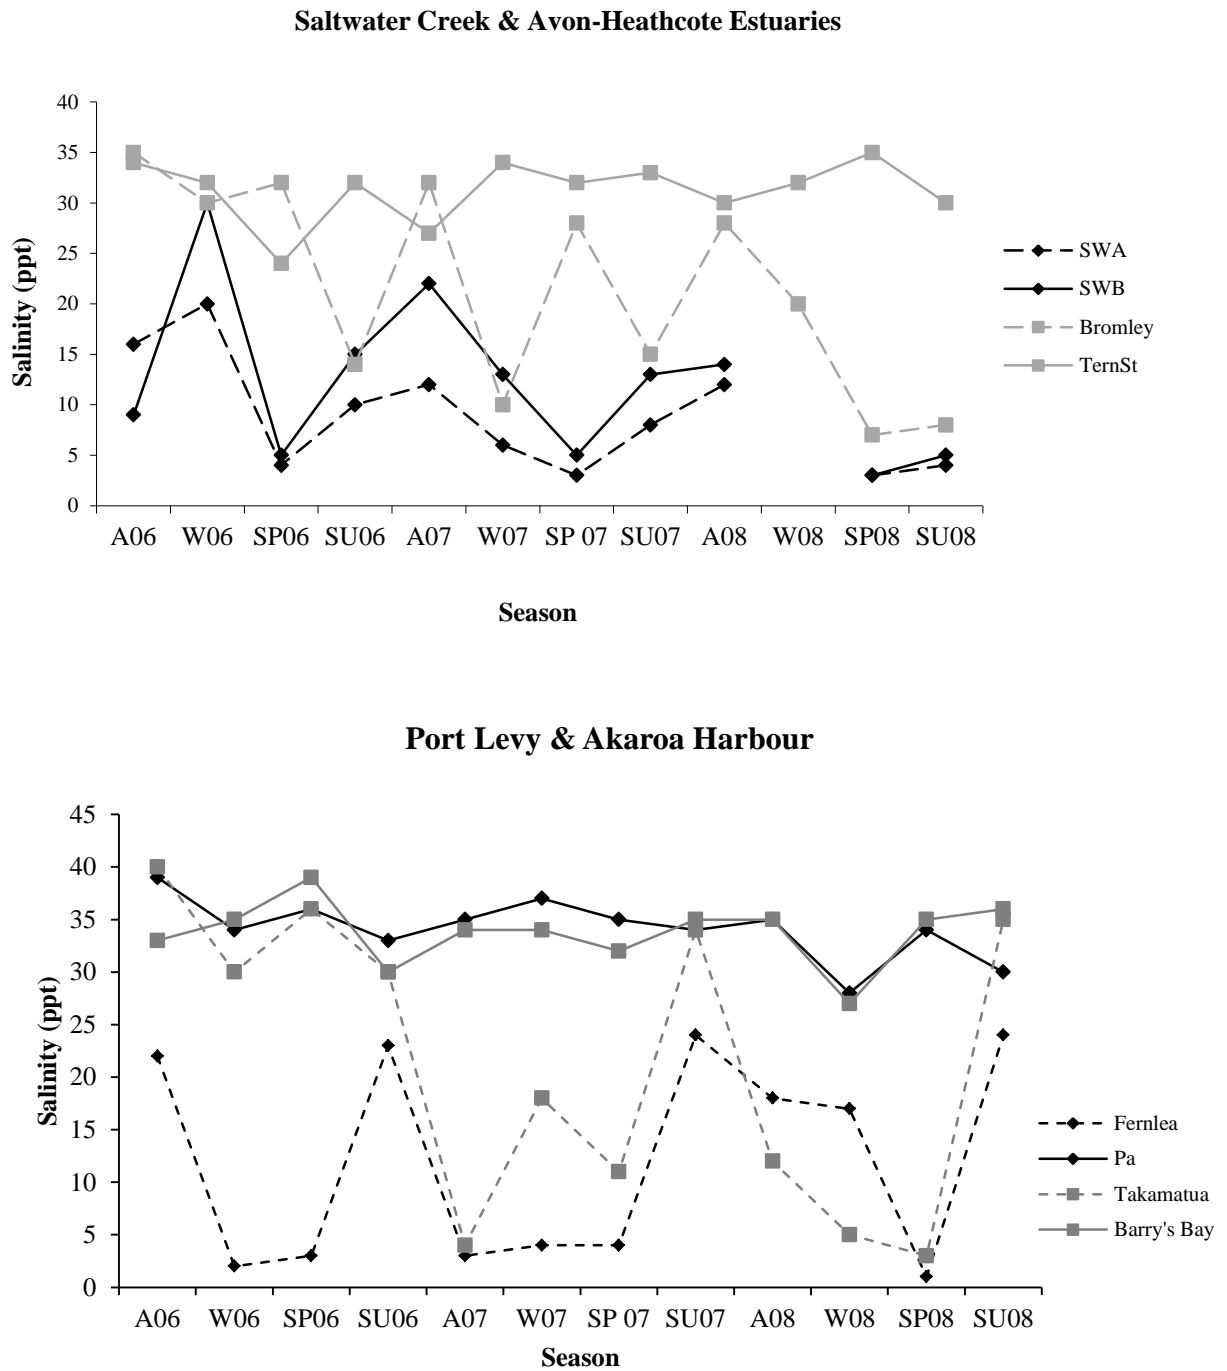 Saltwater Creek & Avon-Heathcote Estuaries
40
35
30
25
20
15
10
5
0
Salinity (ppt)
A06 W06 SP06 SU06 A07 W07 SP 07 SU07 A08 W08 SP08 SU08
Season
SWA
SWB
Bromley
TernSt
Port Levy & Akaroa Harbour
45
40
35
30
25
20
15
10
5
0
Salinity (ppt)
A06 W06 SP06 SU06 A07 W07 SP 07 SU07 A08 W08 SP08 SU08
Season
Fernlea
Pa
Takamatua
Barry's Bay